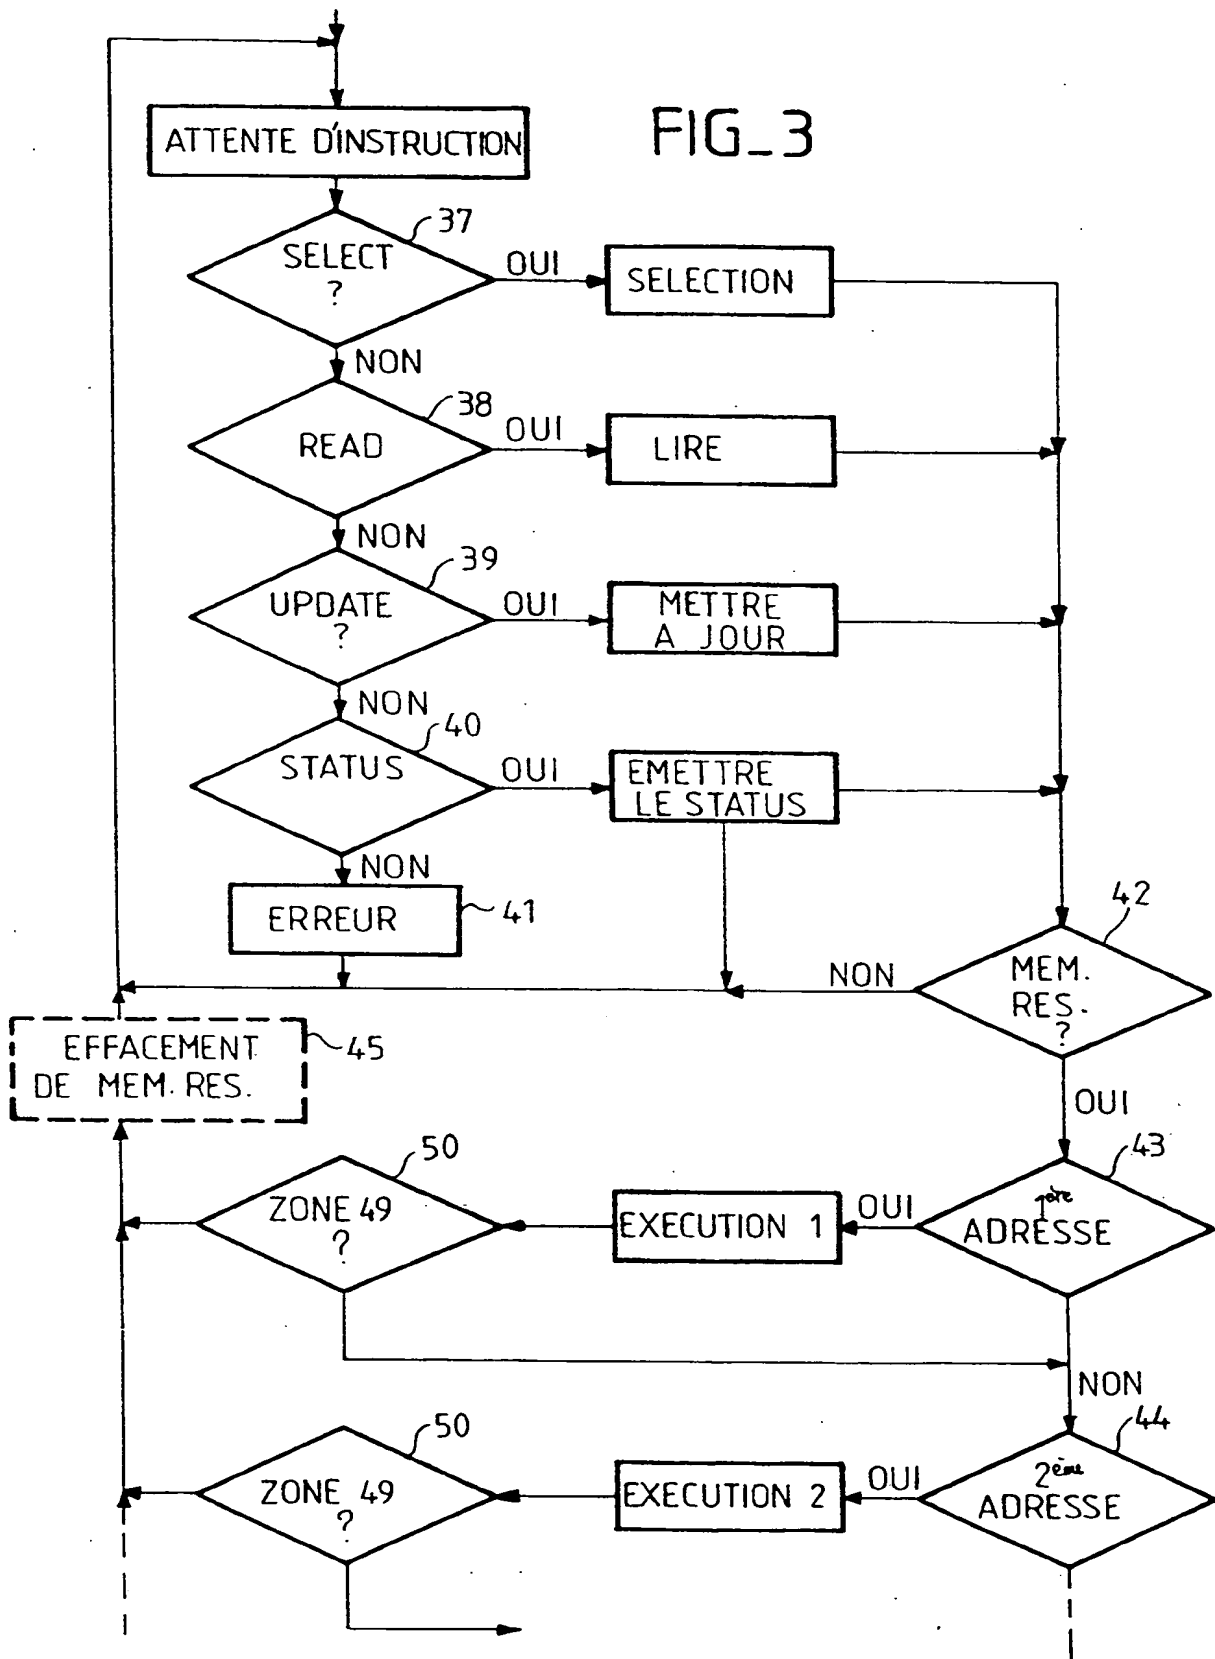 FIG_3
ATTENTE D'INSTRUCTION
37
SELECT
?
OUI
SELECTION
NON
38
READ
OUI
LIRE
NON
39
UPDATE
?
OUI
METTRE
A JOUR
NON
40
STATUS
OUI
EMETTRE
LE STATUS
NON
ERREUR
41
42
MEM.
RES.
?
NON
EFFACEMENT
DE MEM. RES.
45
OUI
50
ZONE 49
?
EXECUTION 1
OUI
43
1ère
ADRESSE
NON
50
ZONE 49
?
EXECUTION 2
OUI
44
2ème
ADRESSE